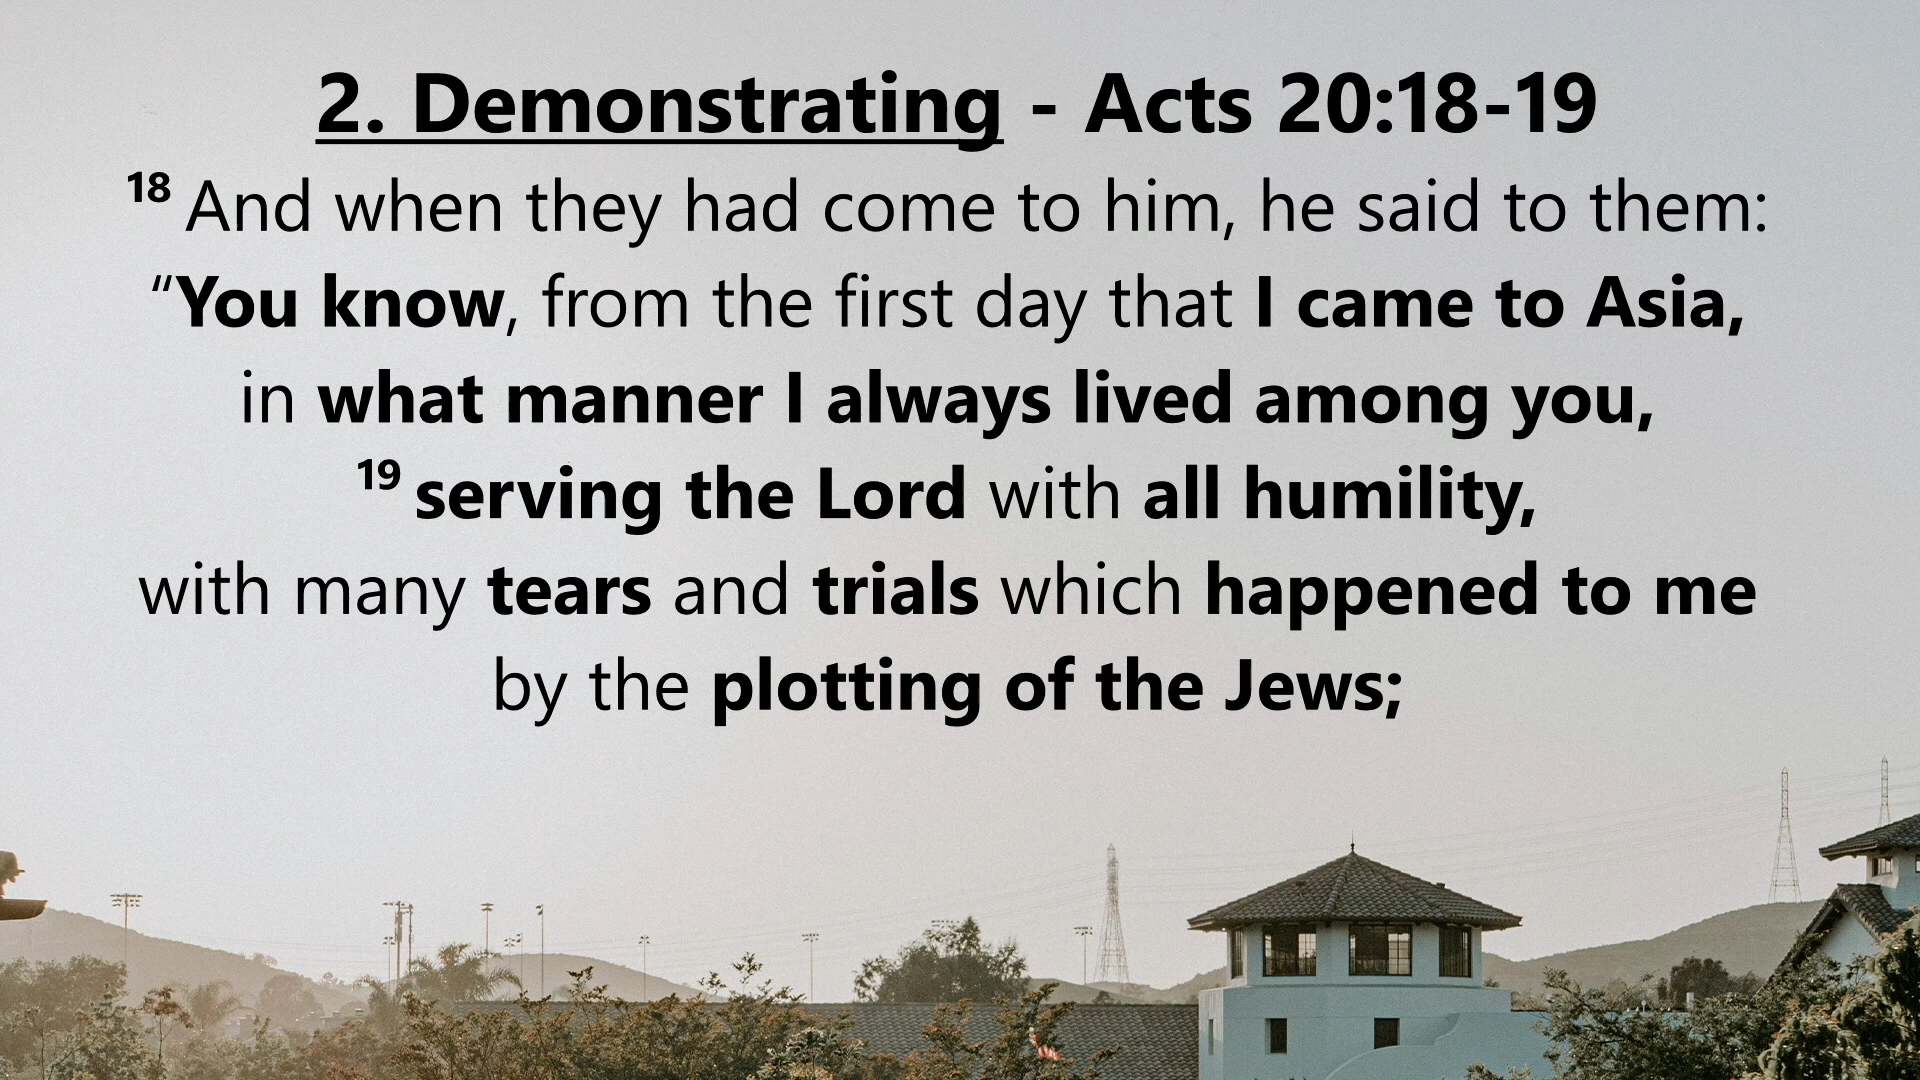 2. Demonstrating - Acts 20:18-19
18 And when they had come to him, he said to them:
“You know, from the first day that I came to Asia,
in what manner I always lived among you,
19 serving the Lord with all humility,
with many tears and trials which happened to me
by the plotting of the Jews;